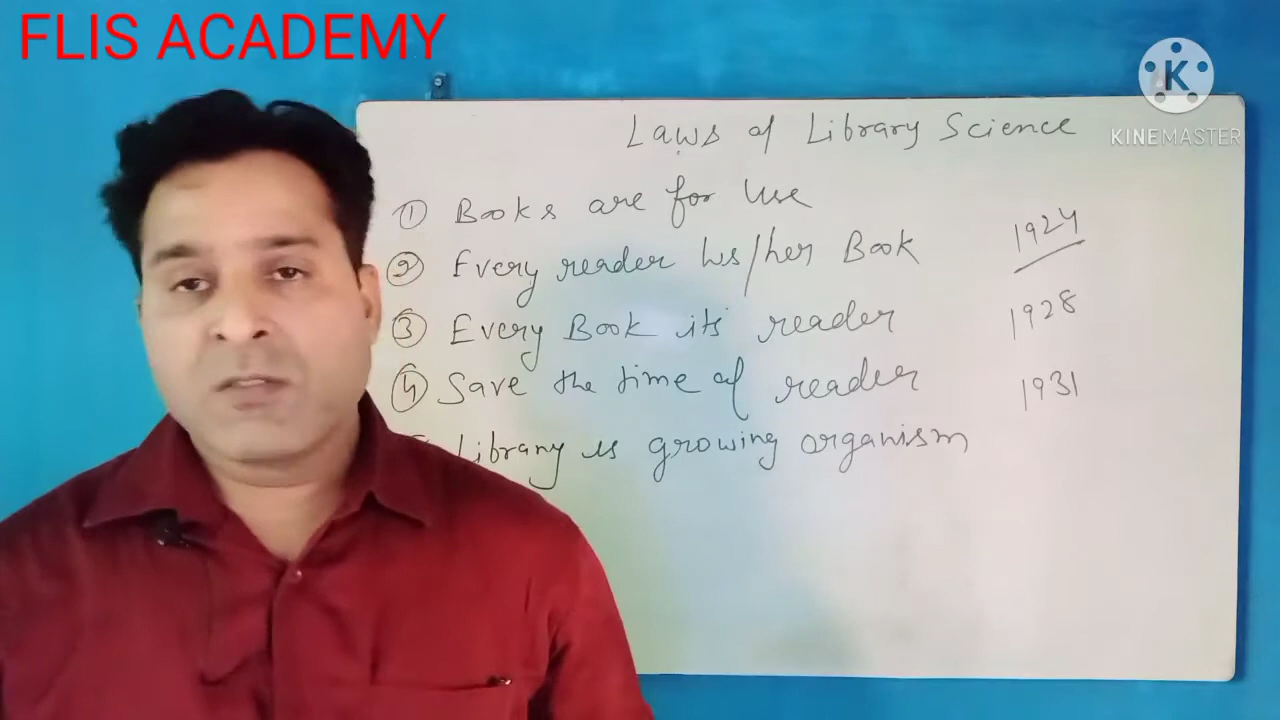 FLIS ACADEMY
K
KINEMASTER
Laws of Library Science
① Books are for Use
② Every reader his/her Book
1924
③ Every Book its reader
1928
④ Save the time of reader
1931
Library is growing organism